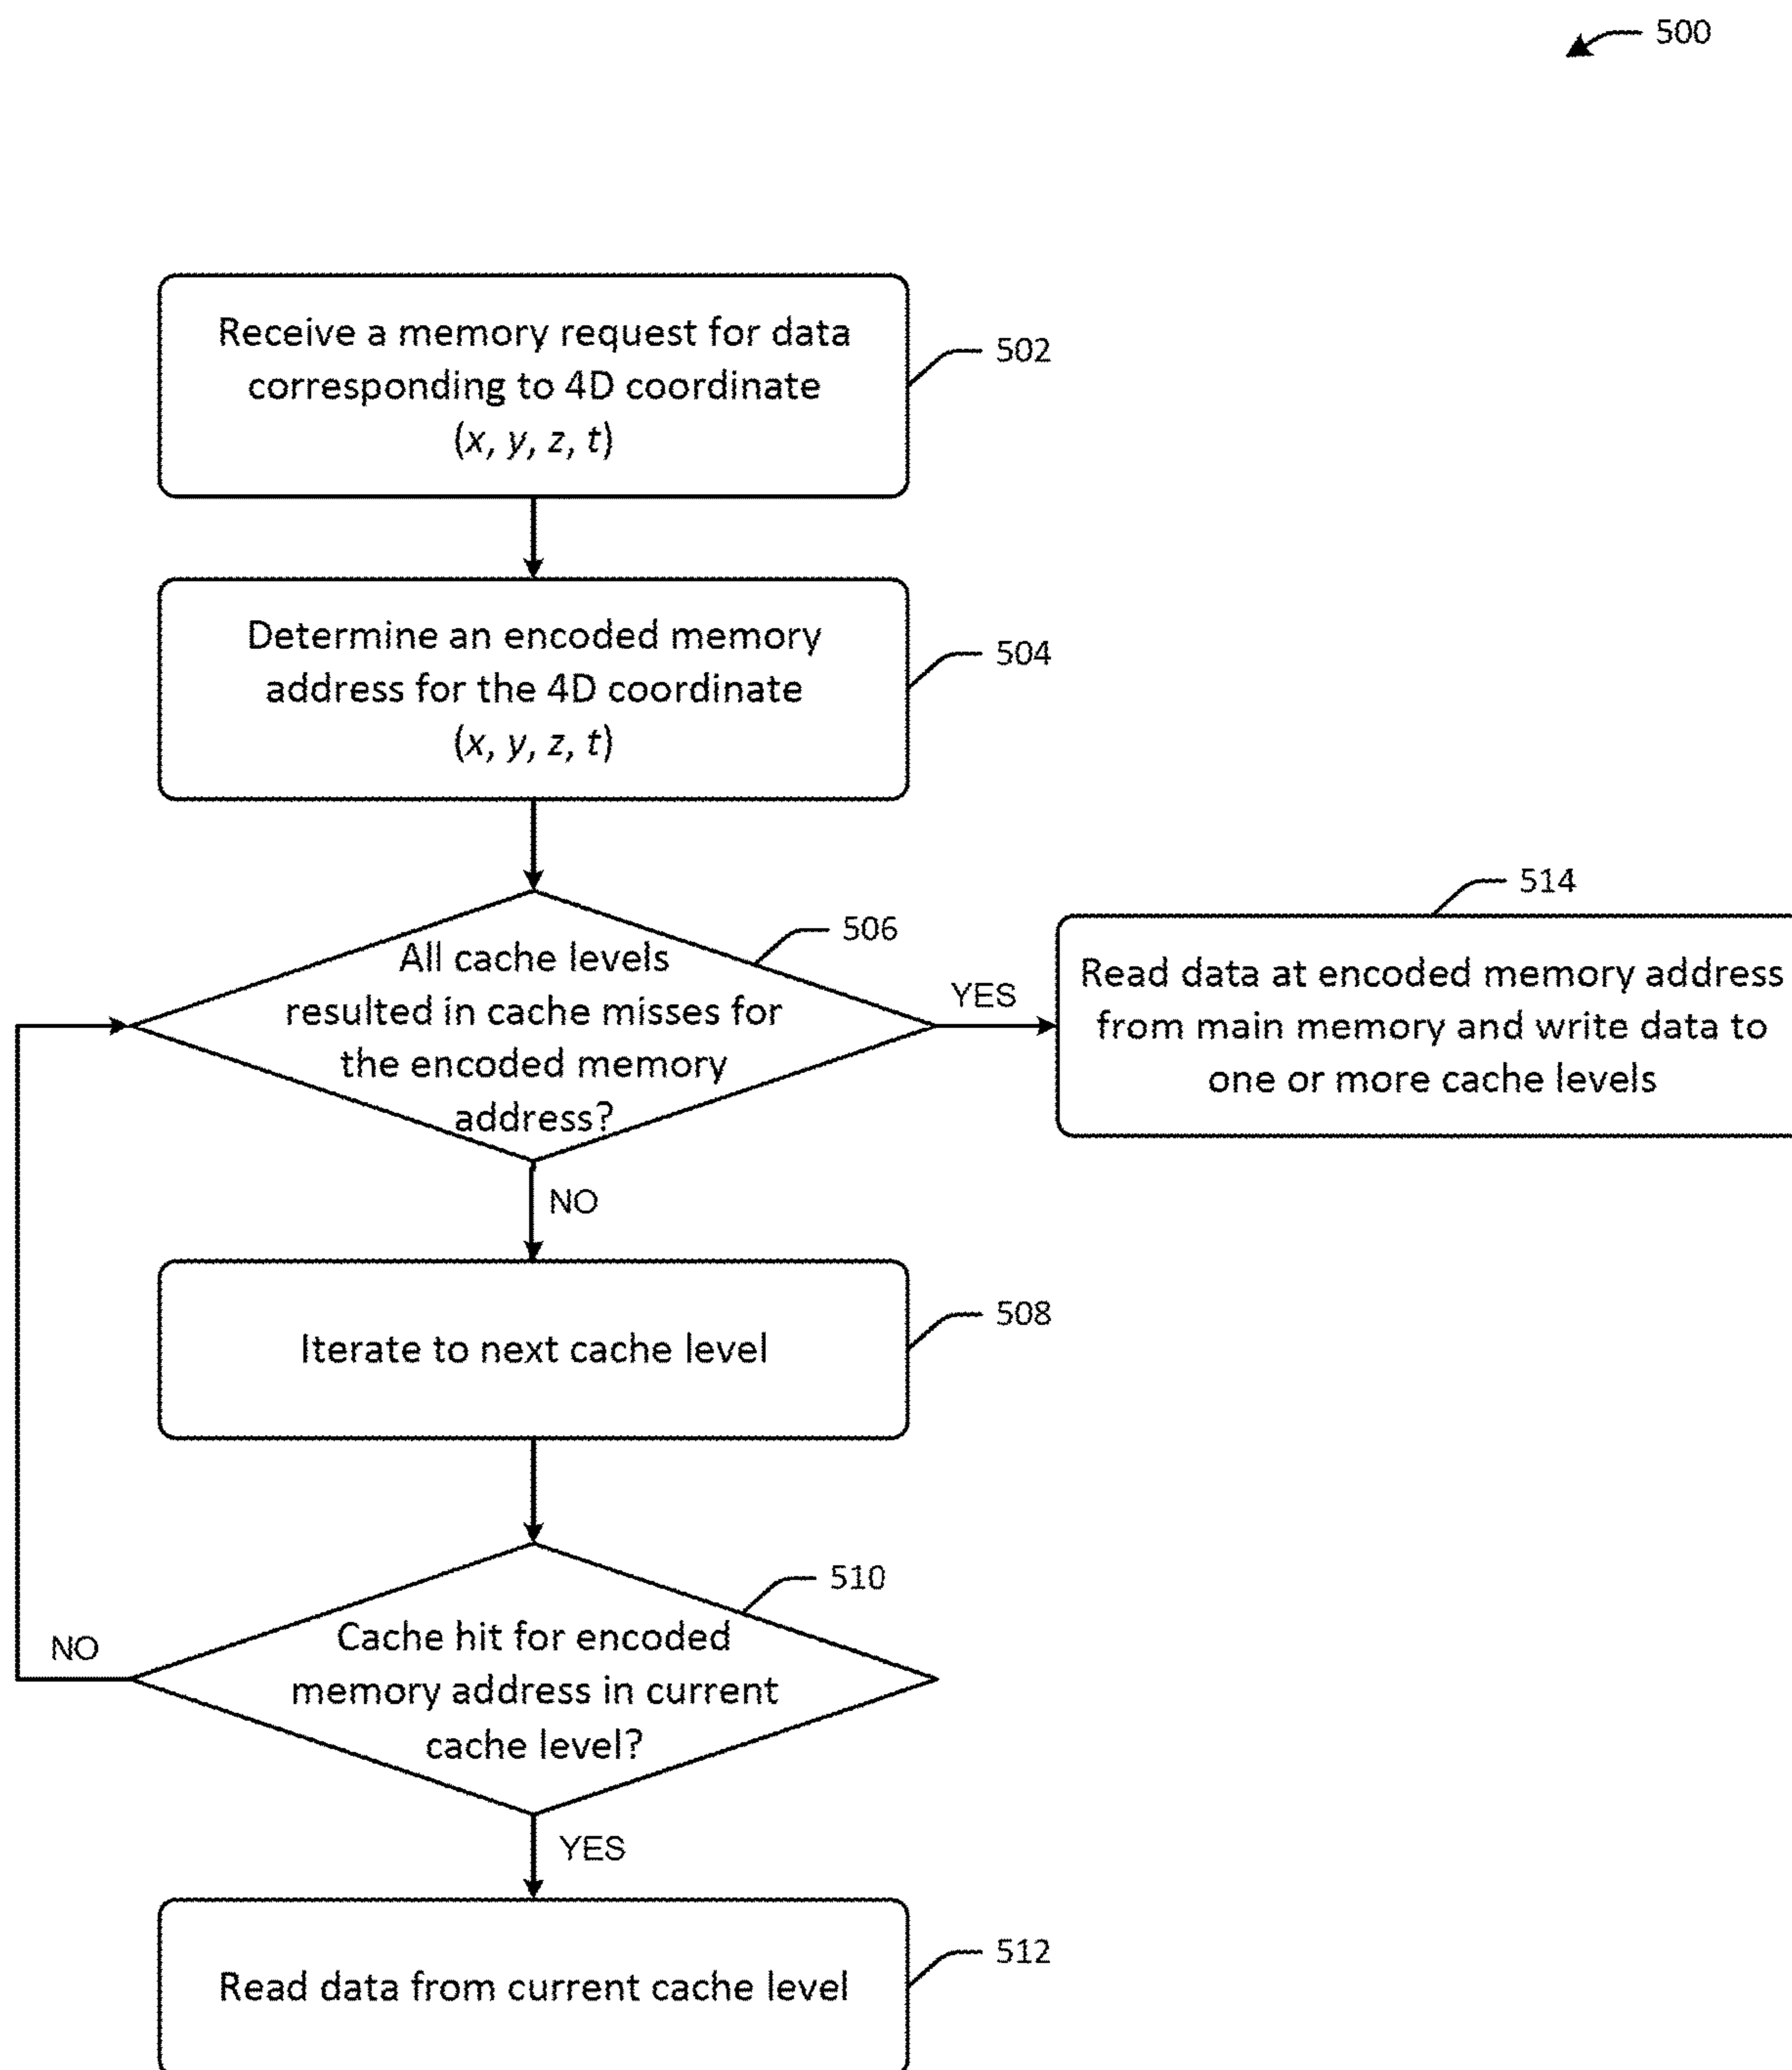 500
Receive a memory request for data
corresponding to 4D coordinate
(x, y, z, t)
502
Determine an encoded memory
address for the 4D coordinate
(x, y, z, t)
504
All cache levels
resulted in cache misses for
the encoded memory
address?
506
YES
514
Read data at encoded memory address
from main memory and write data to
one or more cache levels
NO
Iterate to next cache level
508
Cache hit for encoded
memory address in current
cache level?
510
NO
YES
Read data from current cache level
512